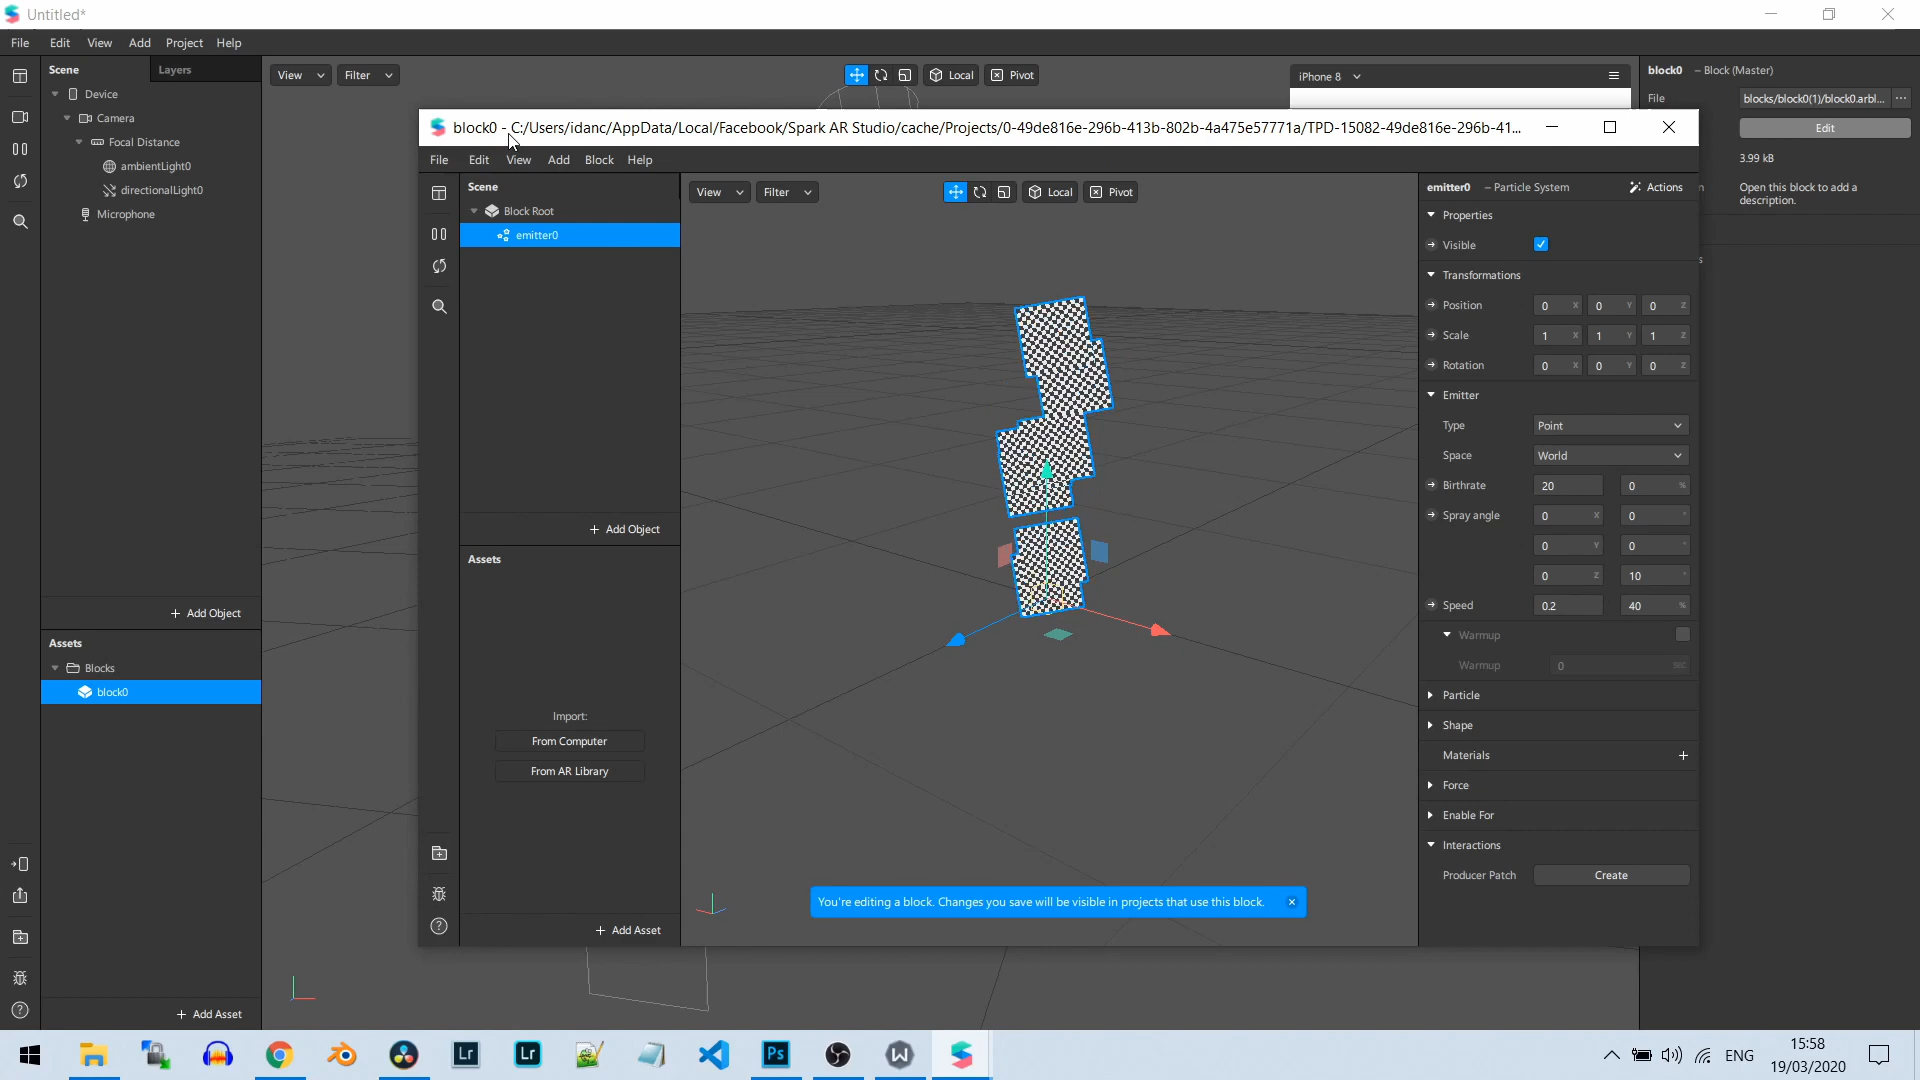 Untitled*
File Edit View Add Project Help
Scene Layers
Device
Camera
Focal Distance
ambientLight0
directionalLight0
Microphone
+ Add Object
Assets
Blocks
block0
+ Add Asset
View Filter Local Pivot
iPhone 8
block0 – Block (Master)
File blocks/block0(1)/block0.arbl... ...
Edit
3.99 kB
Open this block to add a
description.
block0 - C:/Users/idanc/AppData/Local/Facebook/Spark AR Studio/cache/Projects/0-49de816e-296b-413b-802b-4a475e57771a/TPD-15082-49de816e-296b-41...
File Edit View Add Block Help
Scene
Block Root
emitter0
+ Add Object
Assets
Import:
From Computer
From AR Library
+ Add Asset
View Filter Local Pivot
You're editing a block. Changes you save will be visible in projects that use this block.
emitter0 – Particle System Actions
Properties
Visible
Transformations
Position 0 X 0 Y 0 Z
Scale 1 X 1 Y 1 Z
Rotation 0 X 0 Y 0 Z
Emitter
Type Point
Space World
Birthrate 20 0 %
Spray angle 0 X 0 °
0 Y 0 °
0 Z 10 °
Speed 0.2 40 %
Warmup
Warmup 0 sec
Particle
Shape
Materials +
Force
Enable For
Interactions
Producer Patch Create
Lr Lr Ps W
ENG
15:58
19/03/2020